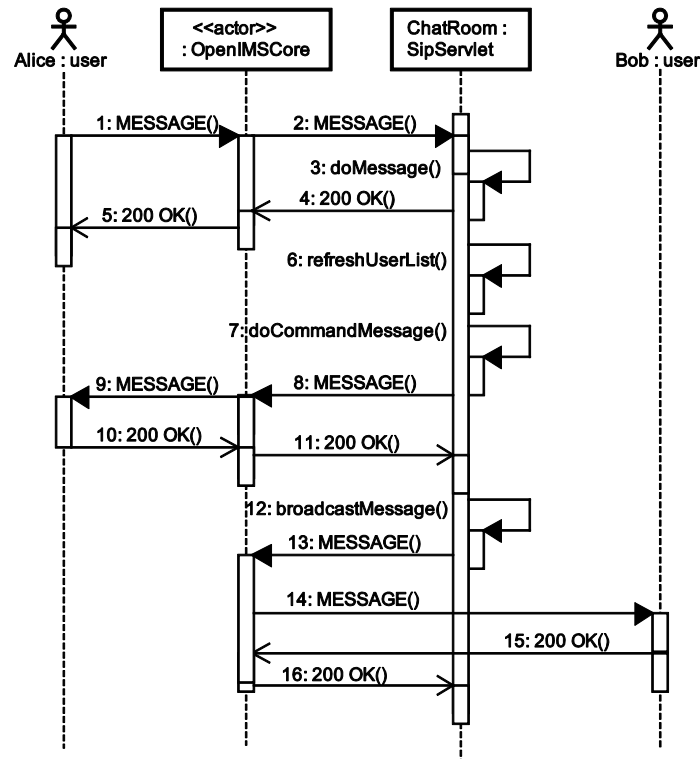 <<actor>>
: OpenIMSCore
ChatRoom :
SipServlet
Alice : user
Bob : user
1: MESSAGE()
2: MESSAGE()
3: doMessage()
4: 200 OK()
5: 200 OK()
6: refreshUserList()
7: doCommandMessage()
8: MESSAGE()
9: MESSAGE()
10: 200 OK()
11: 200 OK()
12: broadcastMessage()
13: MESSAGE()
14: MESSAGE()
15: 200 OK()
16: 200 OK()